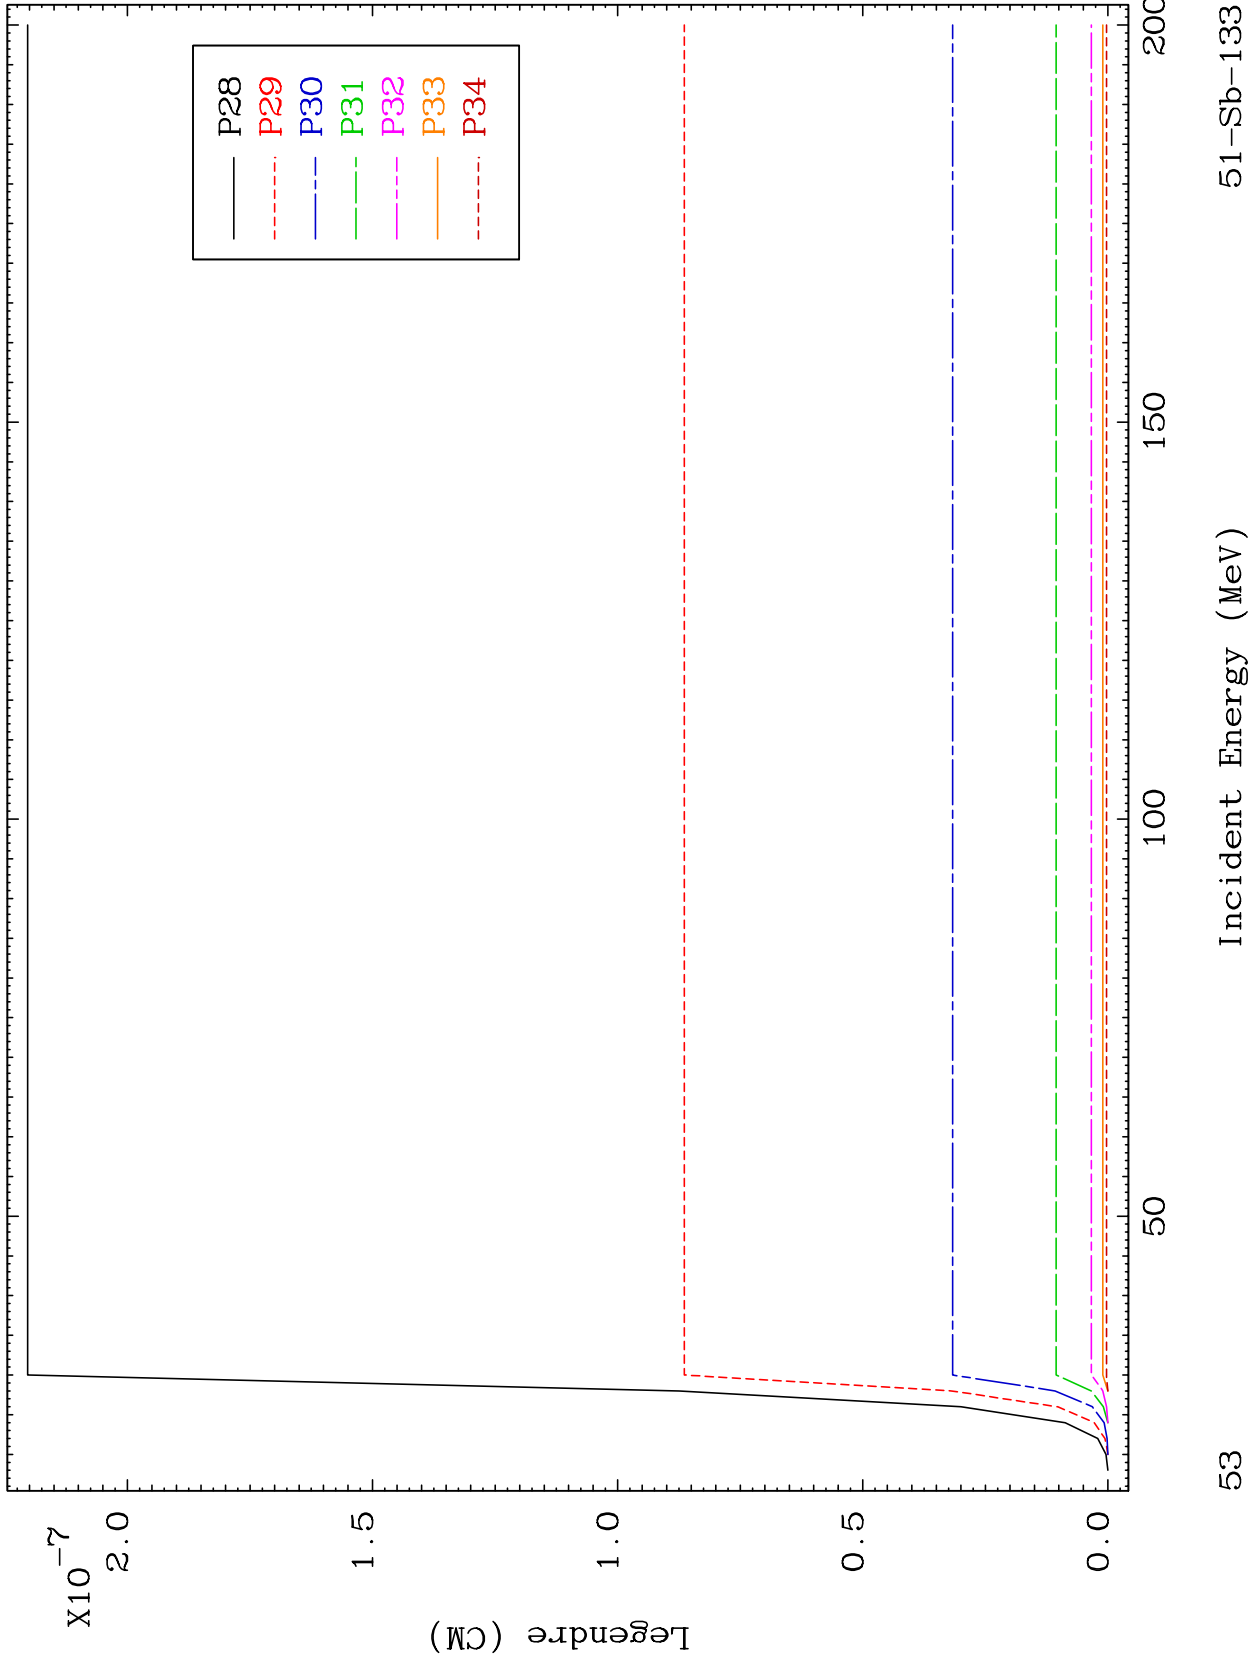 X10-7
2.0
1.5
1.0
0.5
0.0
Legendre (CM)
P28
P29
P30
P31
P32
P33
P34
50
100
150
200
Incident Energy (MeV)
53
51-Sb-133